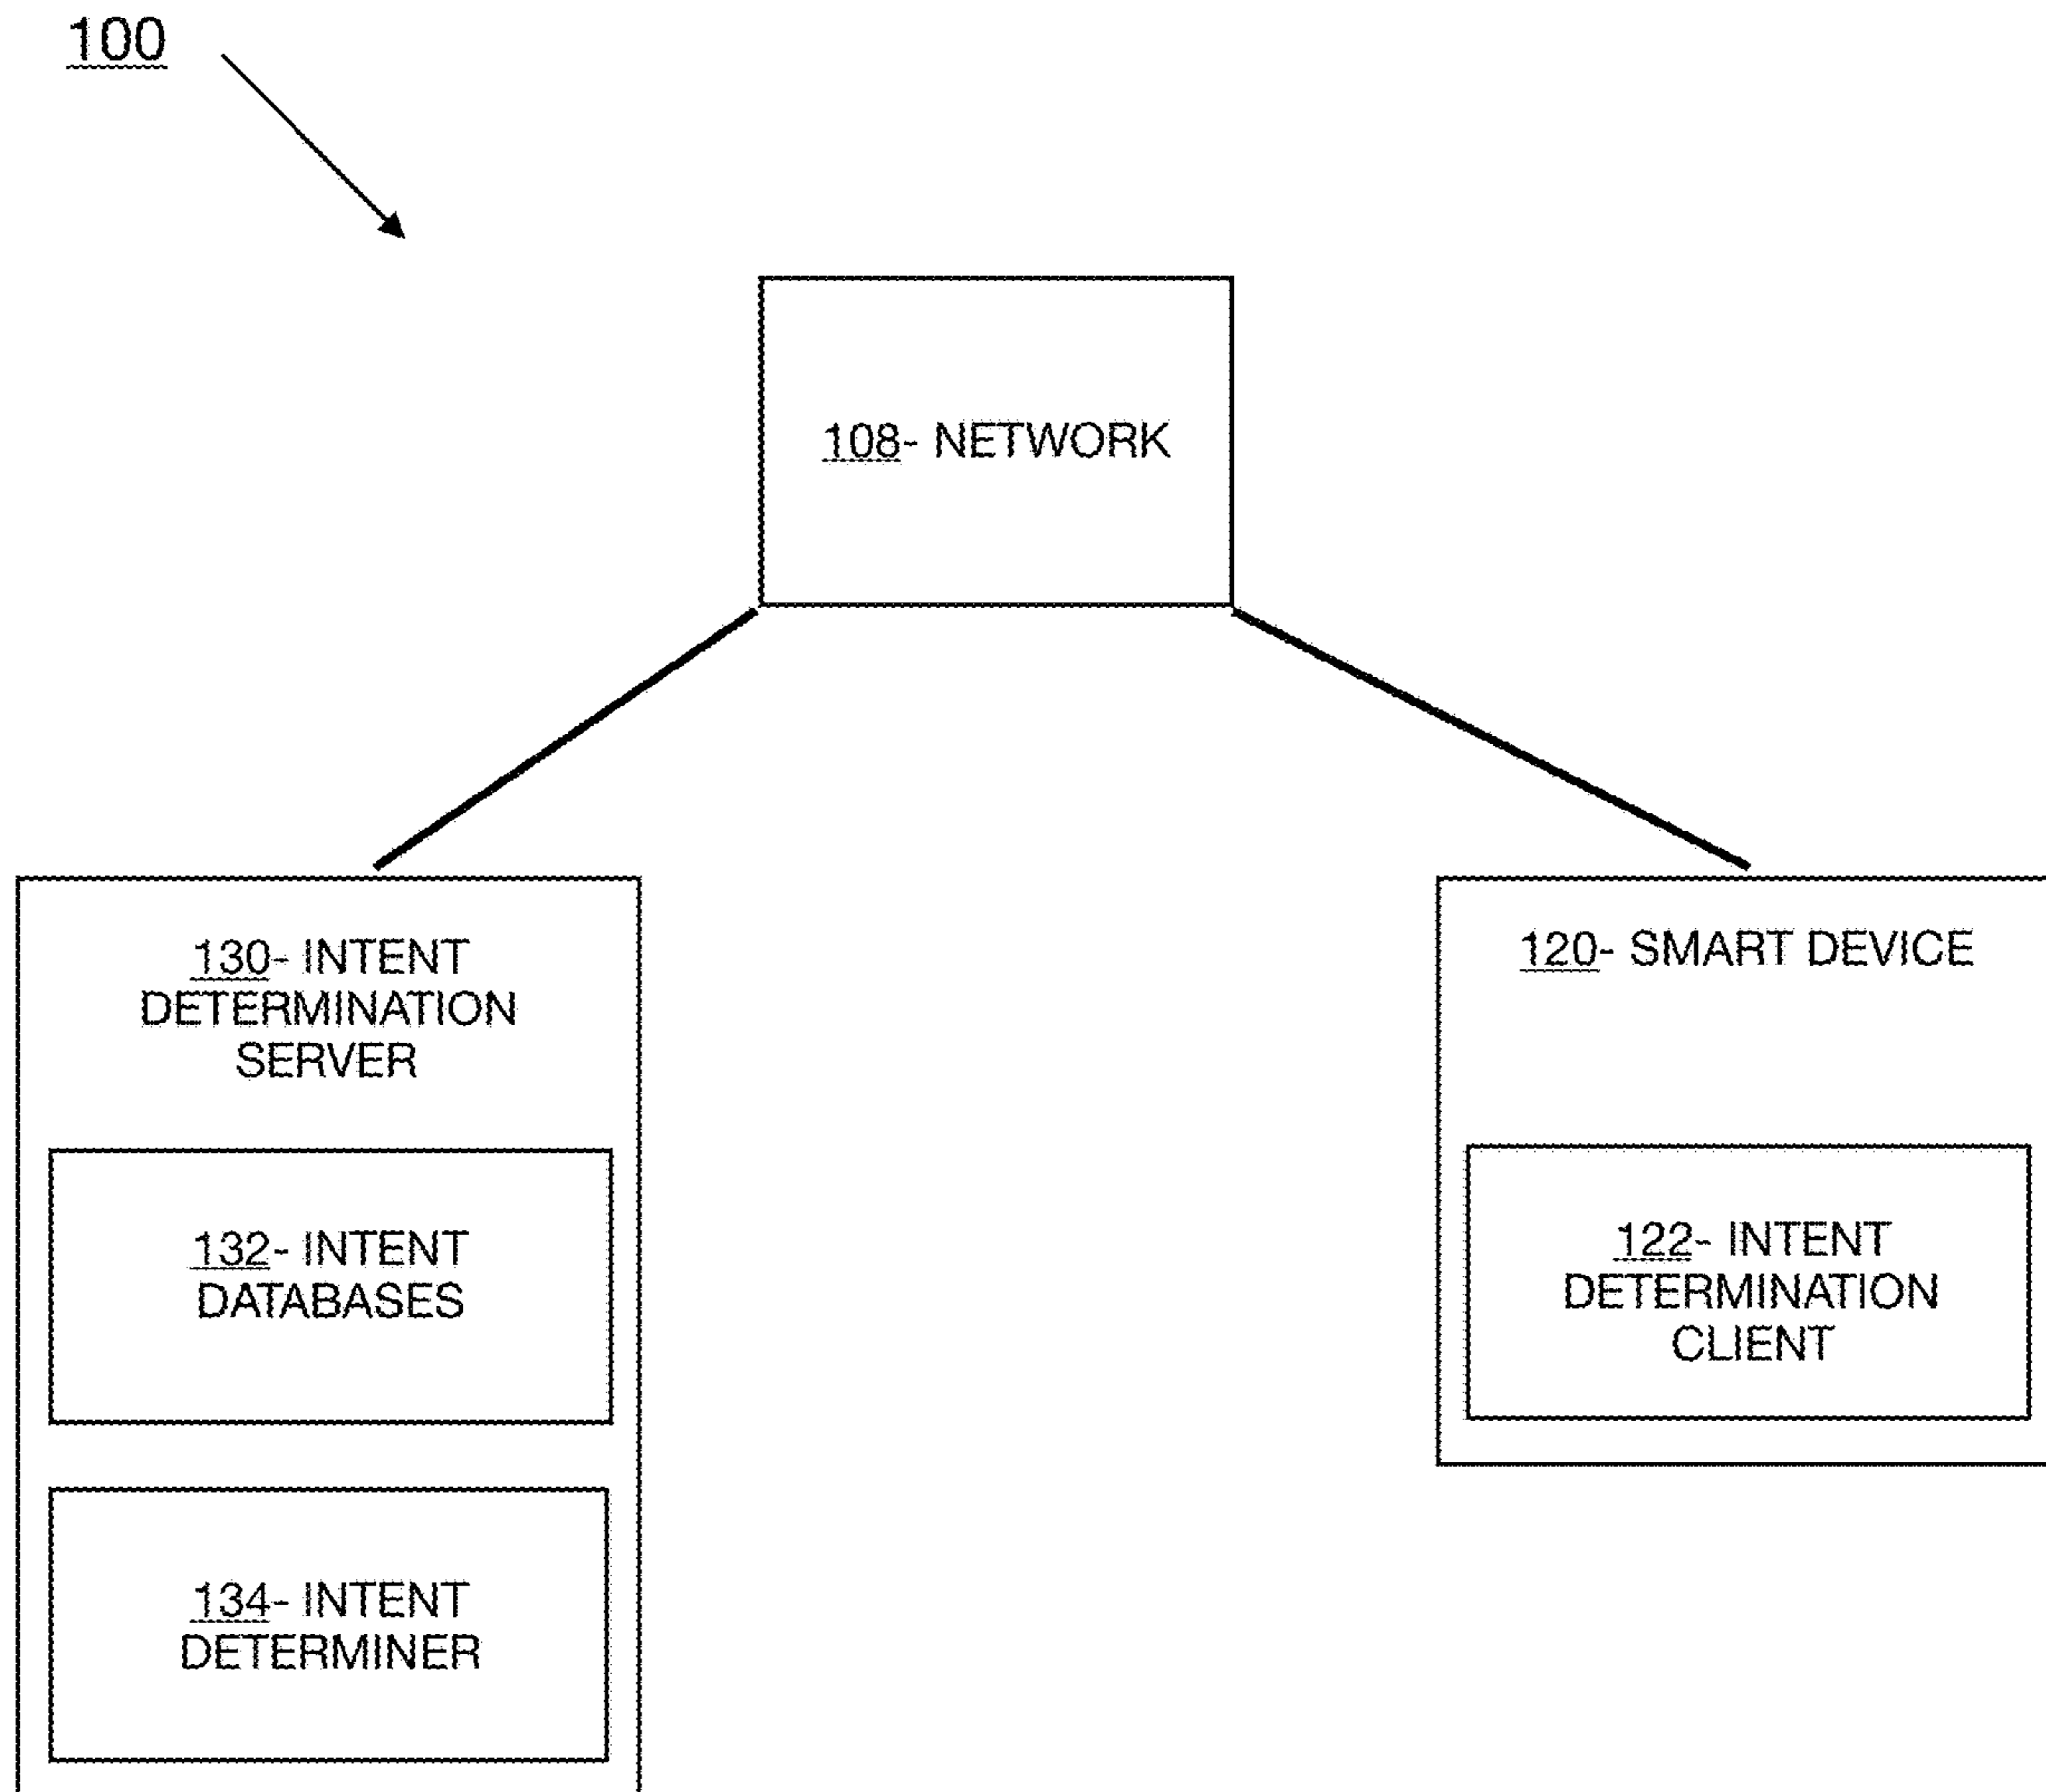 100
108- NETWORK
130- INTENT
DETERMINATION
SERVER
132- INTENT
DATABASES
134- INTENT
DETERMINER
120- SMART DEVICE
122- INTENT
DETERMINATION
CLIENT